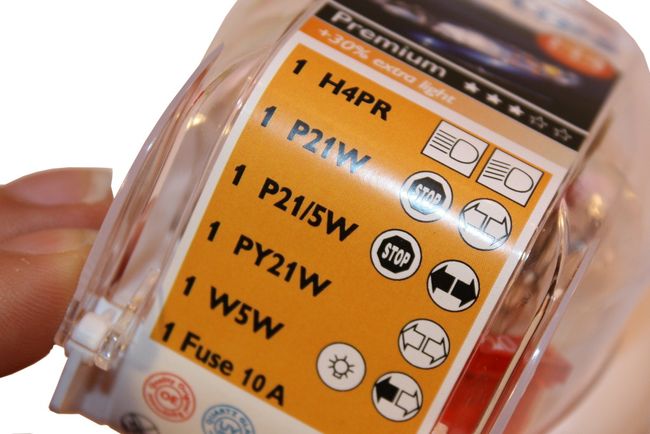 Premium
+30% extra light
1 H4PR
1 P21W
STOP
1 P21/5W
STOP
1 PY21W
1 W5W
1 Fuse 10A